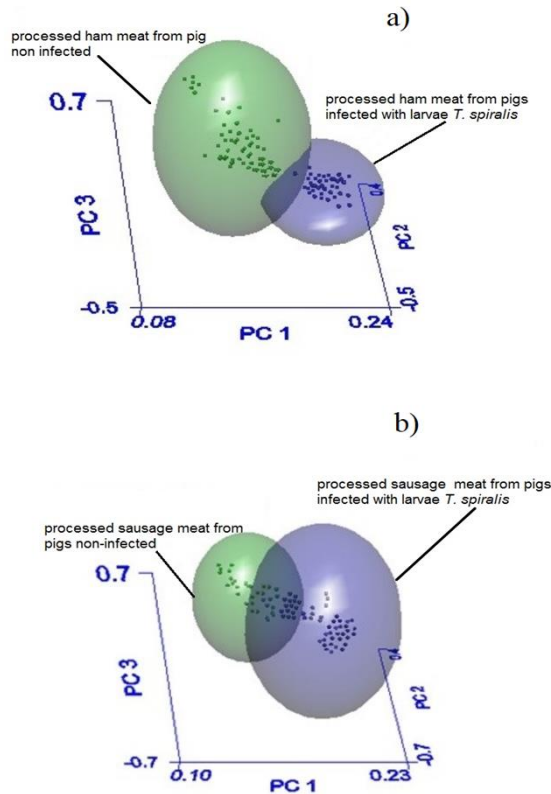 a)
processed ham meat from pig
non infected
processed ham meat from pigs
infected with larvae T. spiralis
0.7
PC 3
-0.5
0.08
PC 1
0.24
-0.5
PC 2
0.4
b)
processed sausage meat from pigs
infected with larvae T. spiralis
processed sausage meat from
pigs non-infected
0.7
PC 3
-0.7
0.10
PC 1
0.23
-0.7
PC 2
0.4